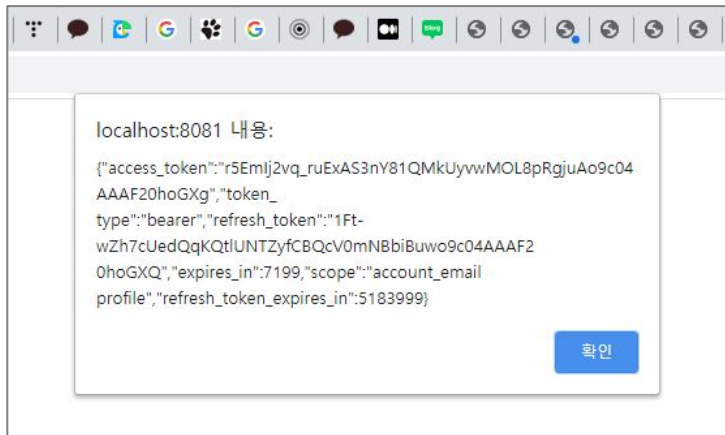 localhost:8081 내용:
{"access_token":"r5EmIj2vq_ruExAS3nY81QMkUyvwMOL8pRgjuAo9c04
AAAF20hoGXg","token_
type":"bearer","refresh_token":"1Ft-
wZh7cUedQqKQtlUNTZyfCBQcV0mNBbiBuwo9c04AAAF2
0hoGXQ","expires_in":7199,"scope":"account_email
profile","refresh_token_expires_in":5183999}
확인